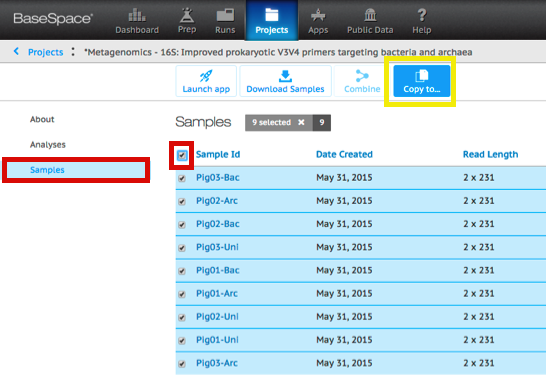 BaseSpace®
Dashboard Prep Runs Projects Apps Public Data Help
Projects : *Metagenomics - 16S: Improved prokaryotic V3V4 primers targeting bacteria and archaea
Launch app Download Samples Combine Copy to...
About
Analyses
Samples
Samples 9 selected × 9
Sample Id Date Created Read Length
Pig03-Bac May 31, 2015 2 x 231
Pig02-Arc May 31, 2015 2 x 231
Pig02-Bac May 31, 2015 2 x 231
Pig03-Uni May 31, 2015 2 x 231
Pig01-Bac May 31, 2015 2 x 231
Pig01-Arc May 31, 2015 2 x 231
Pig02-Uni May 31, 2015 2 x 231
Pig01-Uni May 31, 2015 2 x 231
Pig03-Arc May 31, 2015 2 x 231